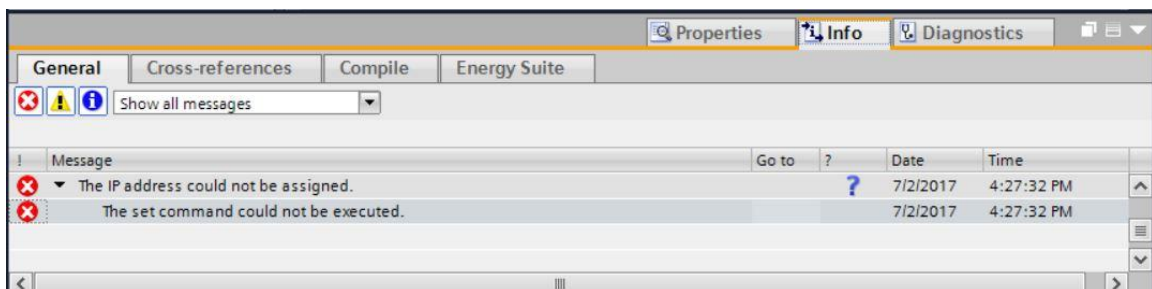 Properties Info Diagnostics
General Cross-references Compile Energy Suite
Show all messages
! Message Go to ? Date Time
The IP address could not be assigned. ? 7/2/2017 4:27:32 PM
The set command could not be executed. 7/2/2017 4:27:32 PM